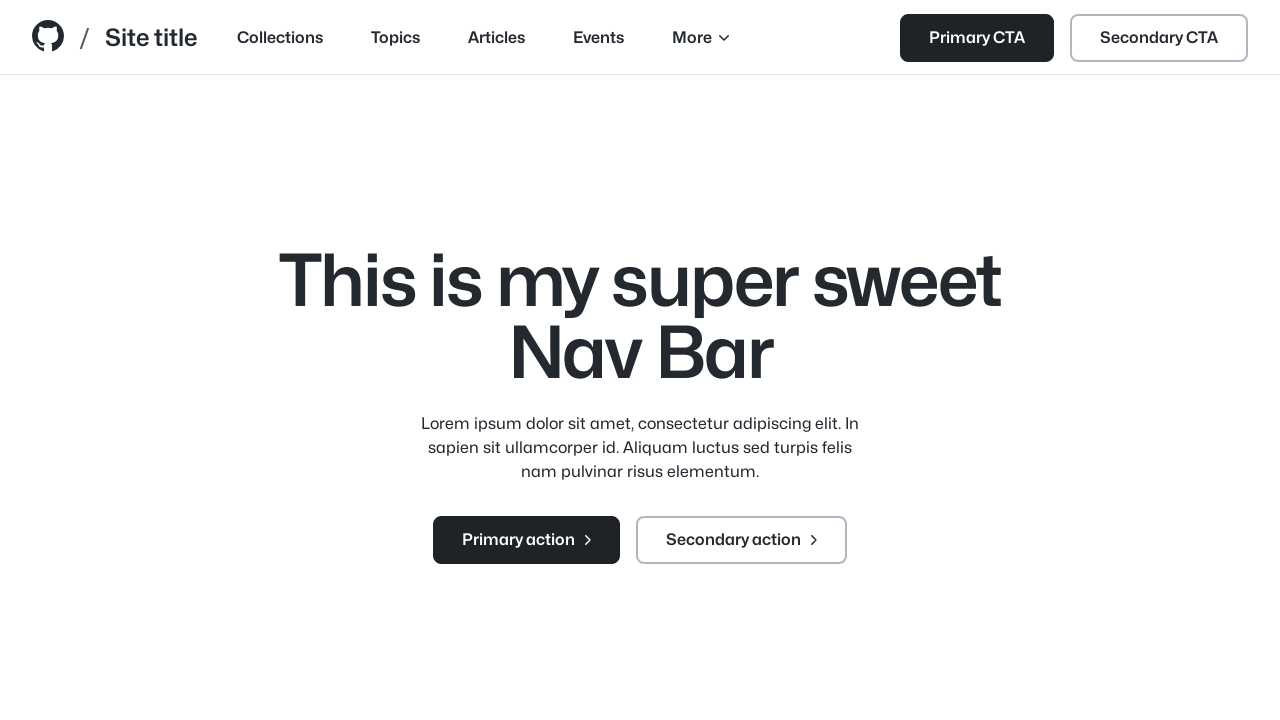 / Site title Collections Topics Articles Events More Primary CTA Secondary CTA
This is my super sweet
Nav Bar
Lorem ipsum dolor sit amet, consectetur adipiscing elit. In
sapien sit ullamcorper id. Aliquam luctus sed turpis felis
nam pulvinar risus elementum.
Primary action Secondary action